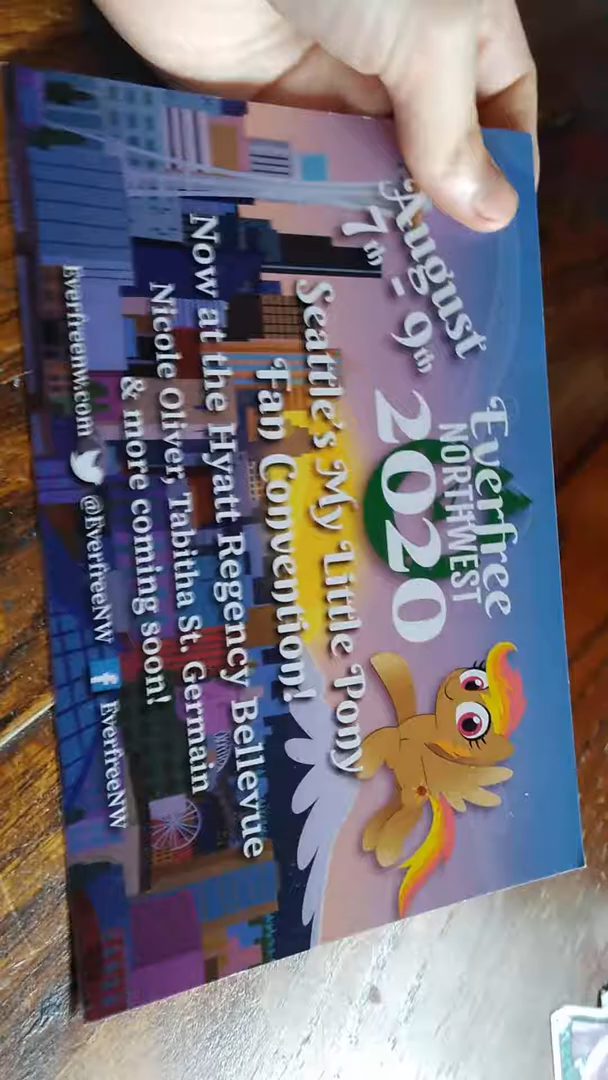 Everfree
NORTHWEST
August
7th - 9th 2020
Seattle's My Little Pony
Fan Convention!
Now at the Hyatt Regency Bellevue
Nicole Oliver, Tabitha St. Germain
& more coming soon!
Everfreenw.com @EverfreeNW f EverfreeNW